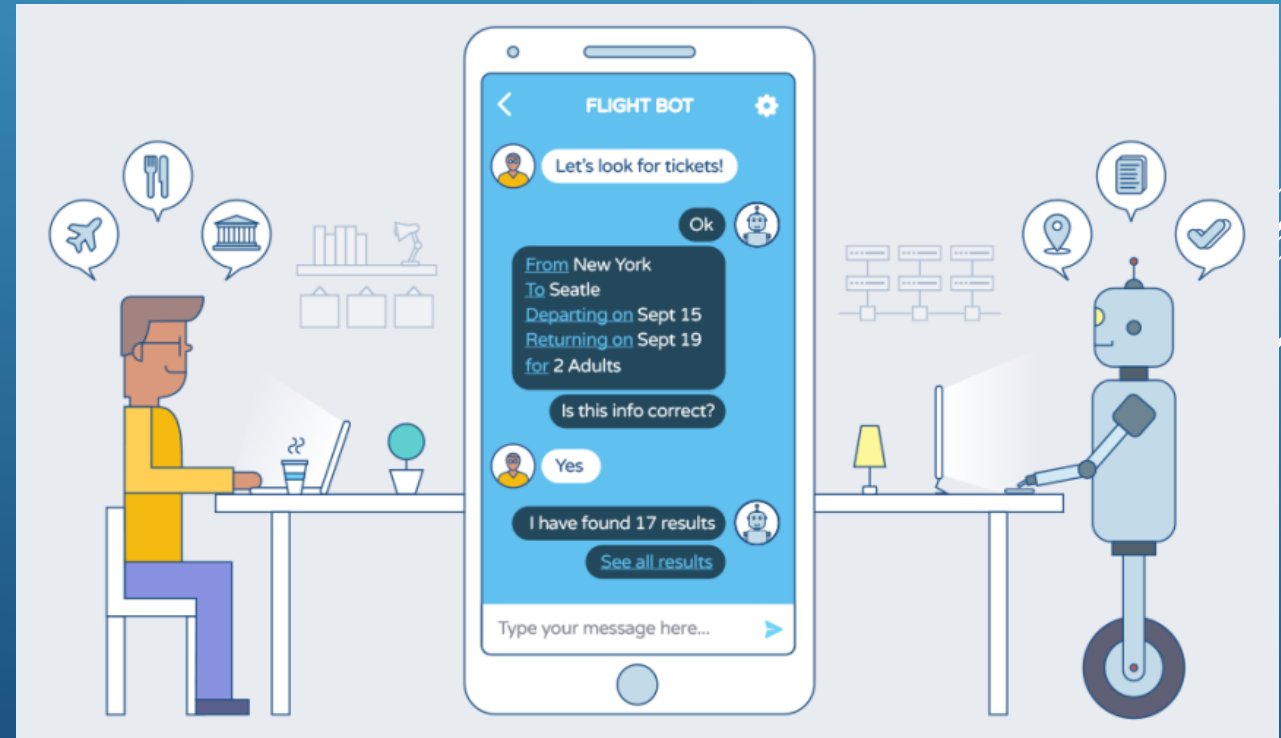 FLIGHT BOT
Let's look for tickets!
Ok
From New York
To Seatle
Departing on Sept 15
Returning on Sept 19
for 2 Adults
Is this info correct?
Yes
I have found 17 results
See all results
Type your message here...